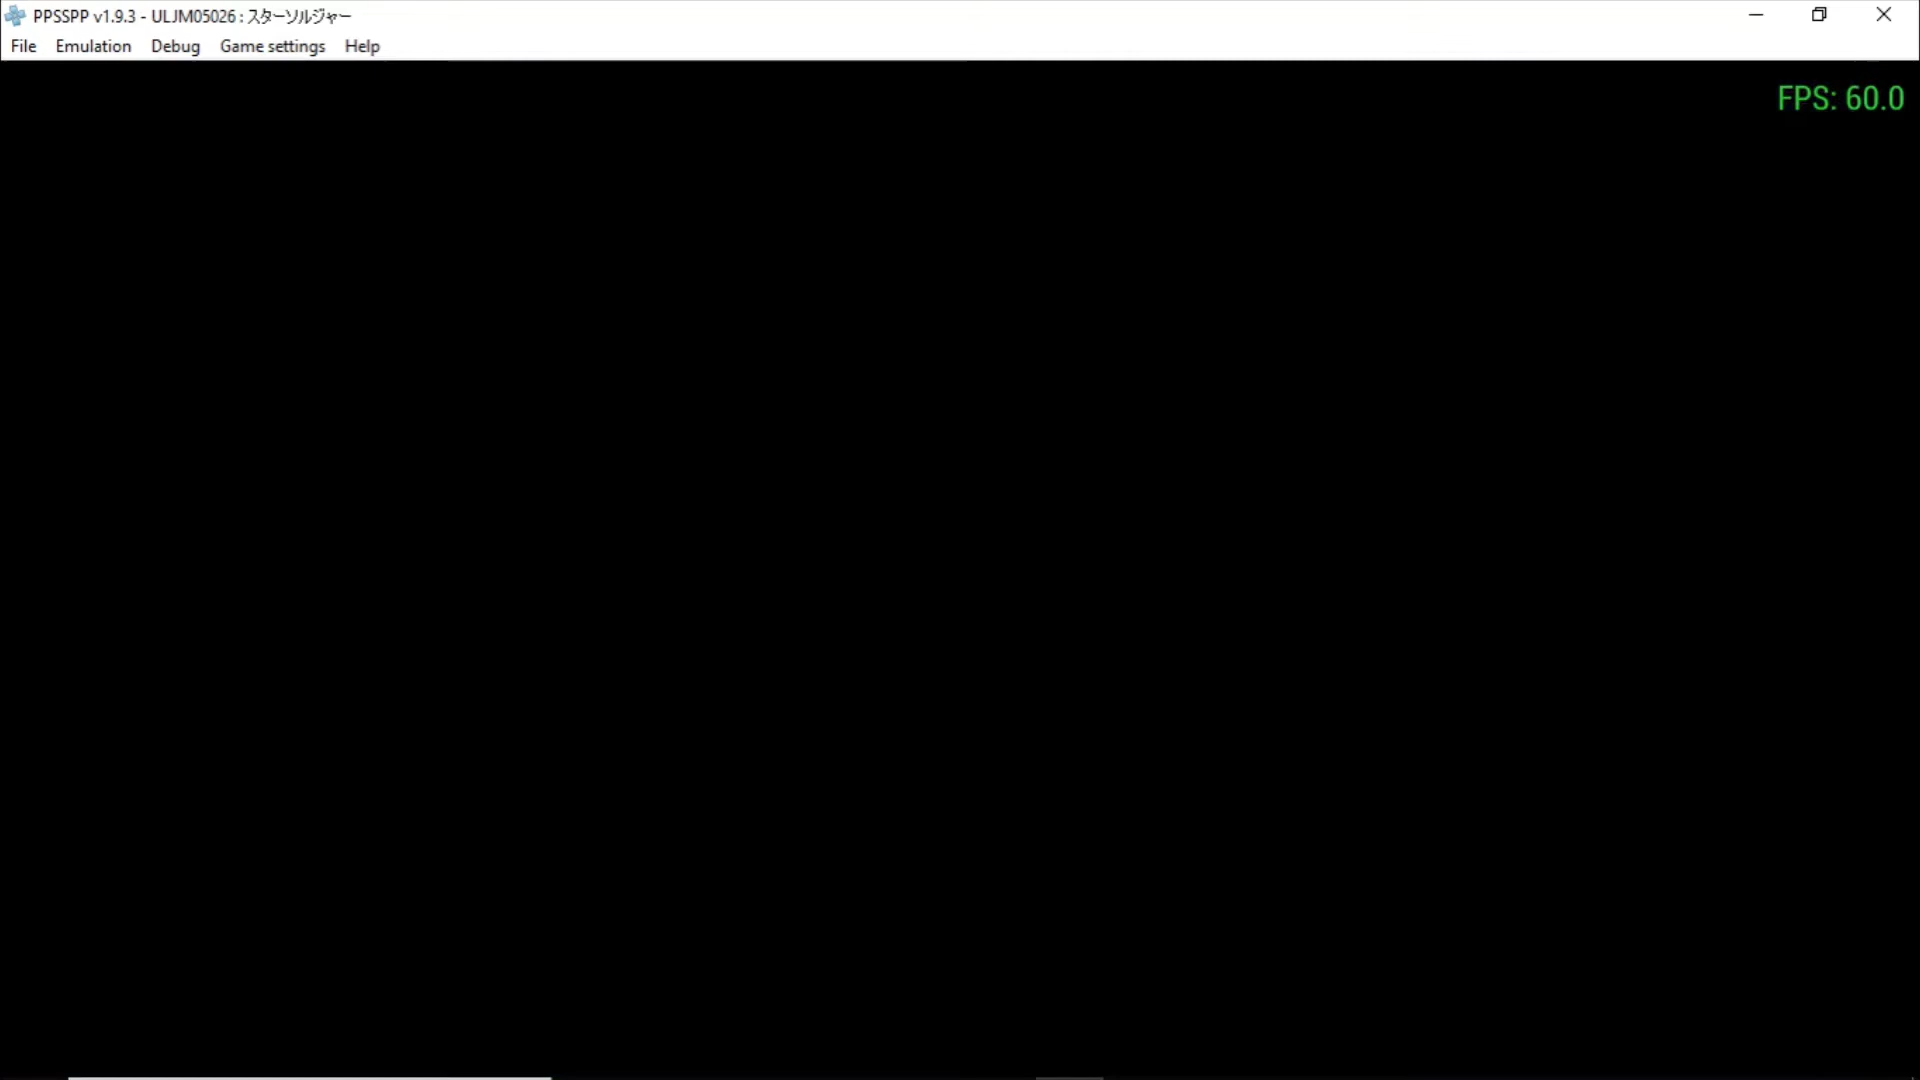 PPSSPP v1.9.3 - ULJM05026 : スターソルジャー
File Emulation Debug Game settings Help
FPS: 60.0